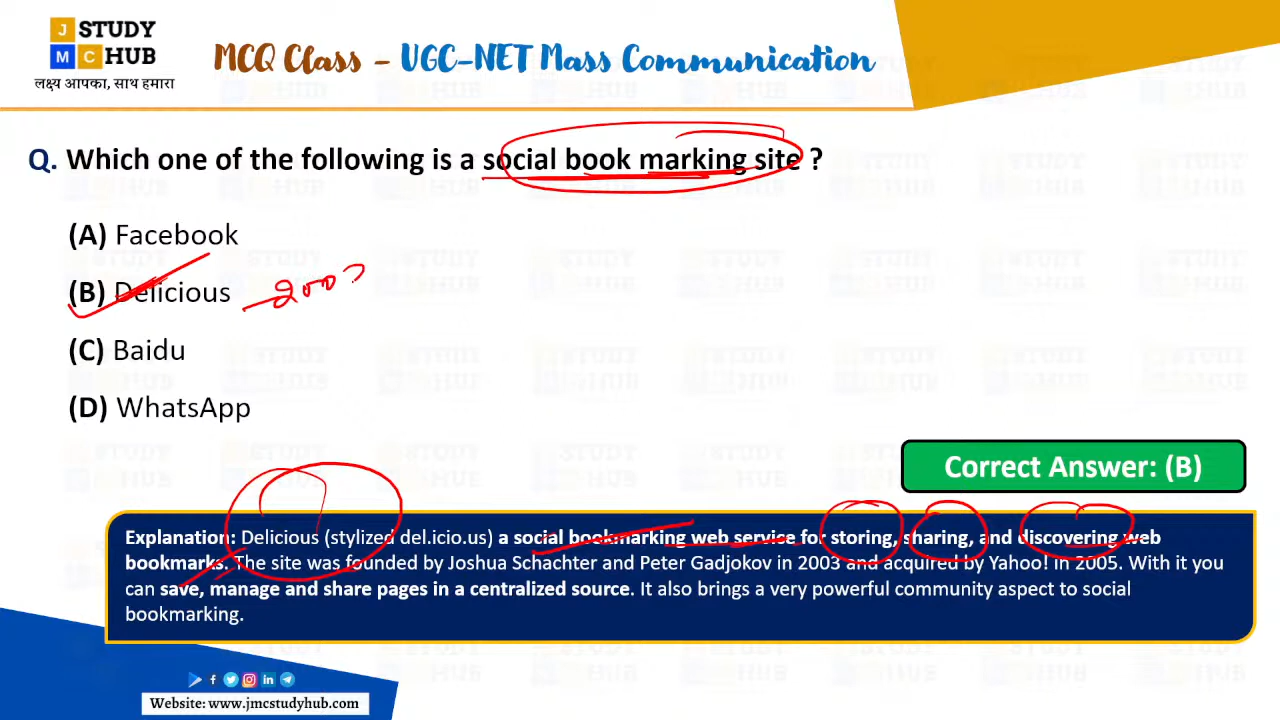 J STUDY
M C HUB
लक्ष्य आपका, साथ हमारा
MCQ Class - UGC-NET Mass Communication
Q. Which one of the following is a social book marking site ?
(A) Facebook
(B) Delicious 2003
(C) Baidu
(D) WhatsApp
Correct Answer: (B)
Explanation: Delicious (stylized del.icio.us) a social bookmarking web service for storing, sharing, and discovering web
bookmarks. The site was founded by Joshua Schachter and Peter Gadjokov in 2003 and acquired by Yahoo! in 2005. With it you
can save, manage and share pages in a centralized source. It also brings a very powerful community aspect to social
bookmarking.
Website: www.jmcstudyhub.com